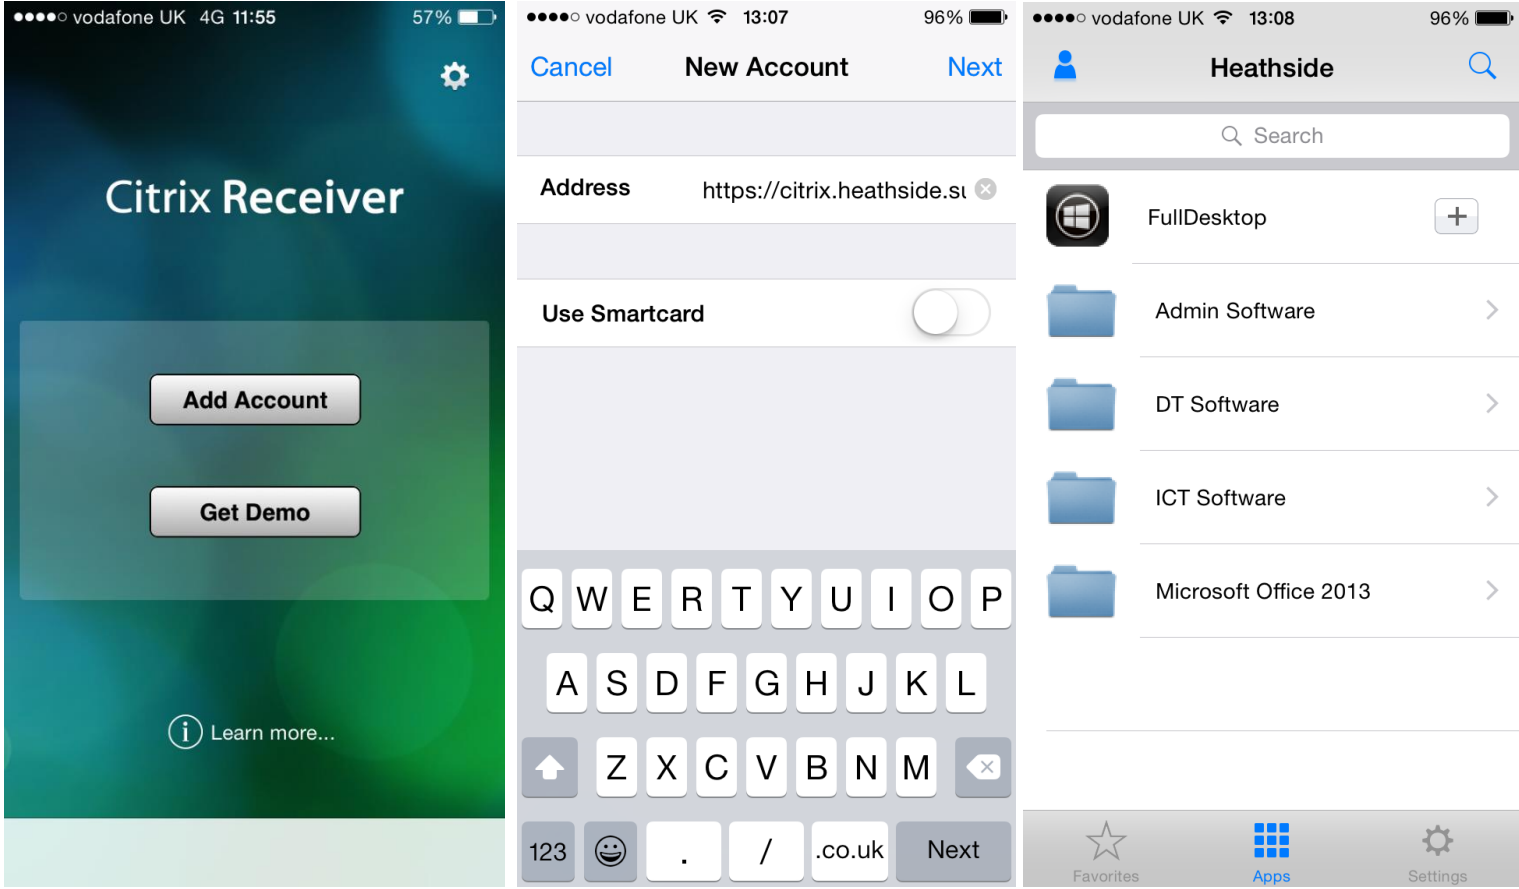 vodafone UK 4G 11:55 57%
Citrix Receiver
Add Account
Get Demo
i Learn more...
vodafone UK 13:07 96%
Cancel New Account Next
Address https://citrix.heathside.su
Use Smartcard
Q W E R T Y U I O P
A S D F G H J K L
Z X C V B N M
123 . / .co.uk Next
vodafone UK 13:08 96%
Heathside
Search
FullDesktop
Admin Software
DT Software
ICT Software
Microsoft Office 2013
Favorites Apps Settings